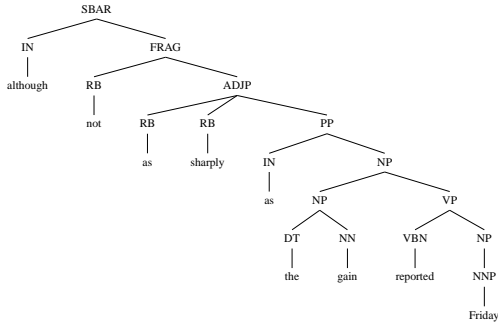 SBAR
IN FRAG
although RB ADJP
not RB RB PP
as sharply IN NP
as NP VP
DT NN VBN NP
the gain reported NNP
Friday